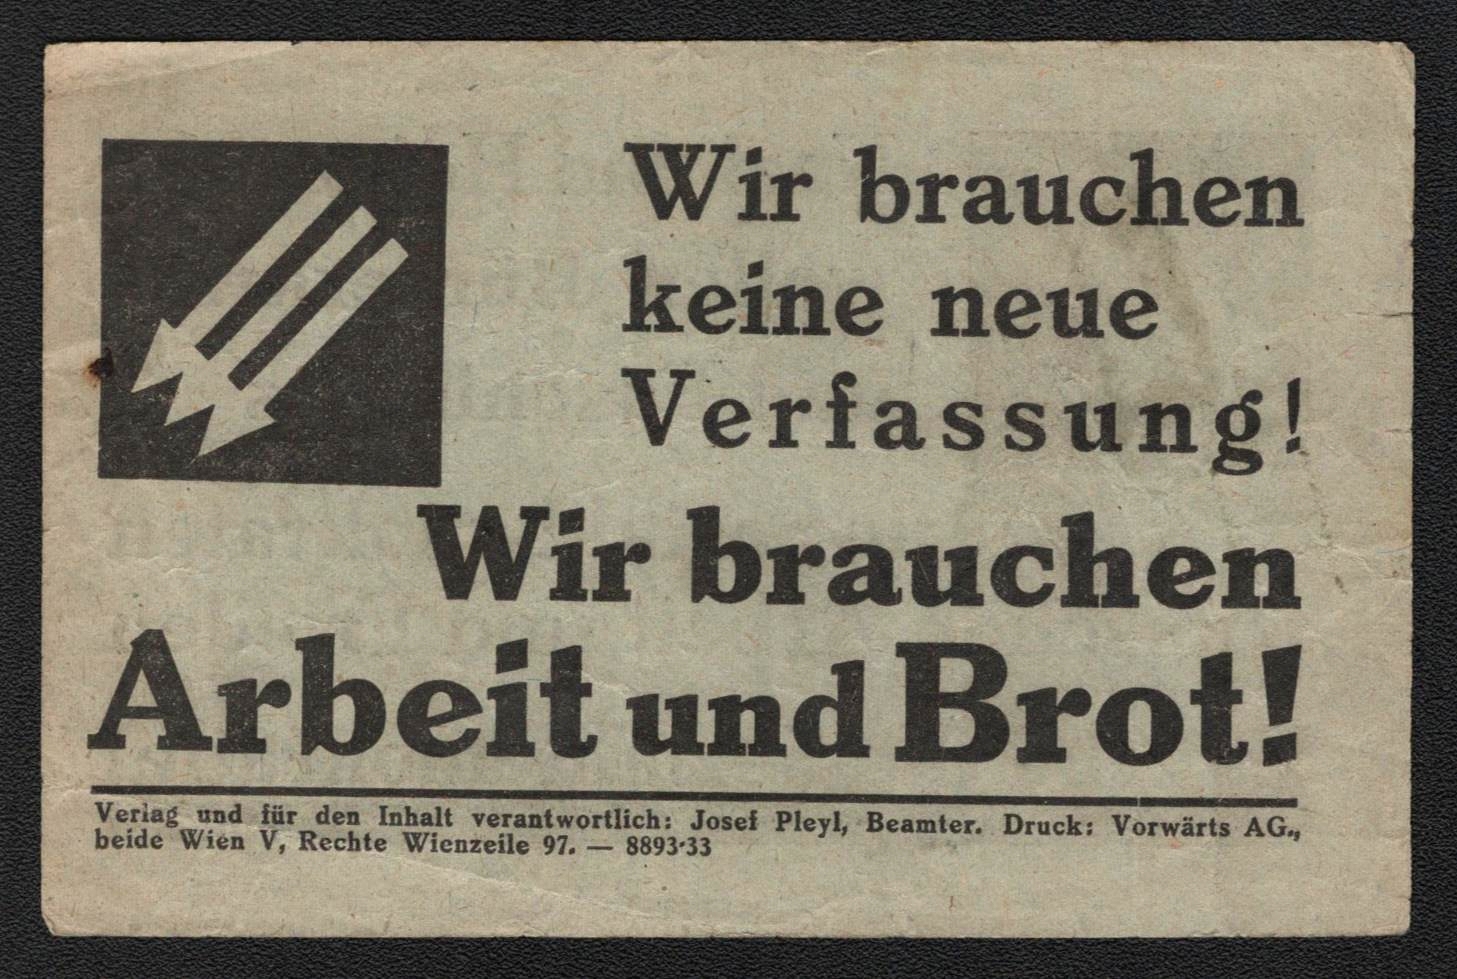 Wir brauchen
keine neue
Verfassung!
Wir brauchen
Arbeit und Brot!
Verlag und für den Inhalt verantwortlich: Josef Pleyl, Beamter. Druck: Vorwärts AG.,
beide Wien V, Rechte Wienzeile 97. — 8893·33